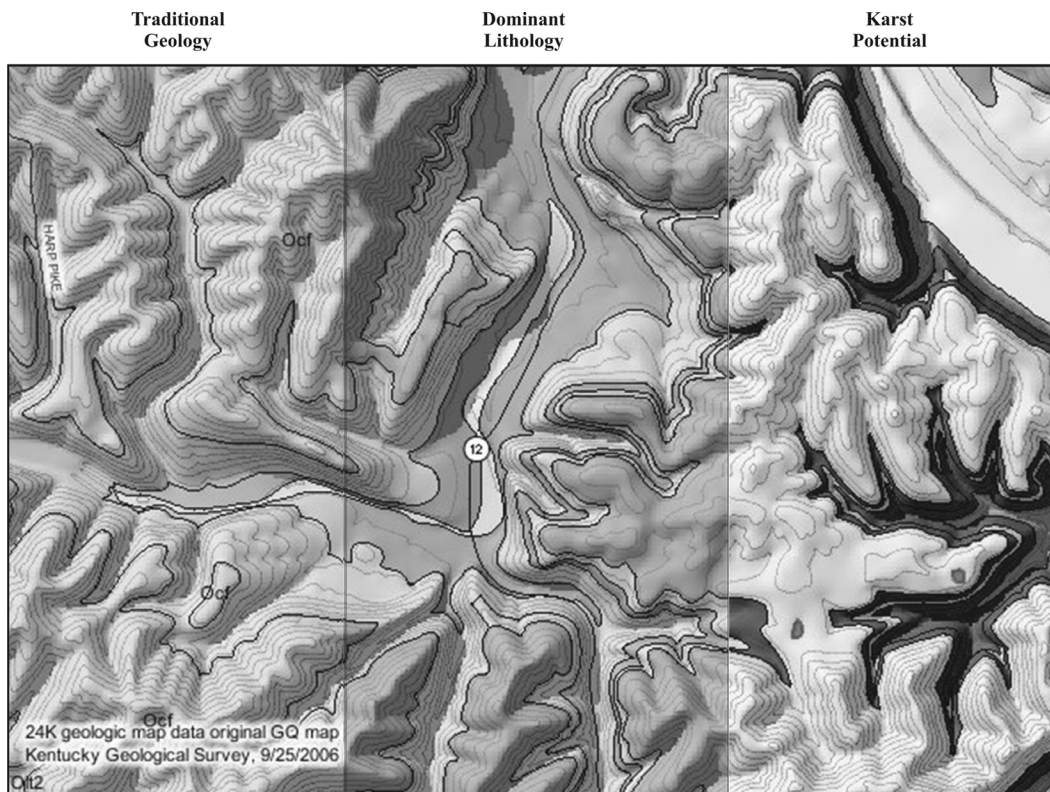 Traditional
Geology
Dominant
Lithology
Karst
Potential
HARP PIKE
Ocf
12
Ocf
Ocf
24K geologic map data original GQ map
Kentucky Geological Survey, 9/25/2006